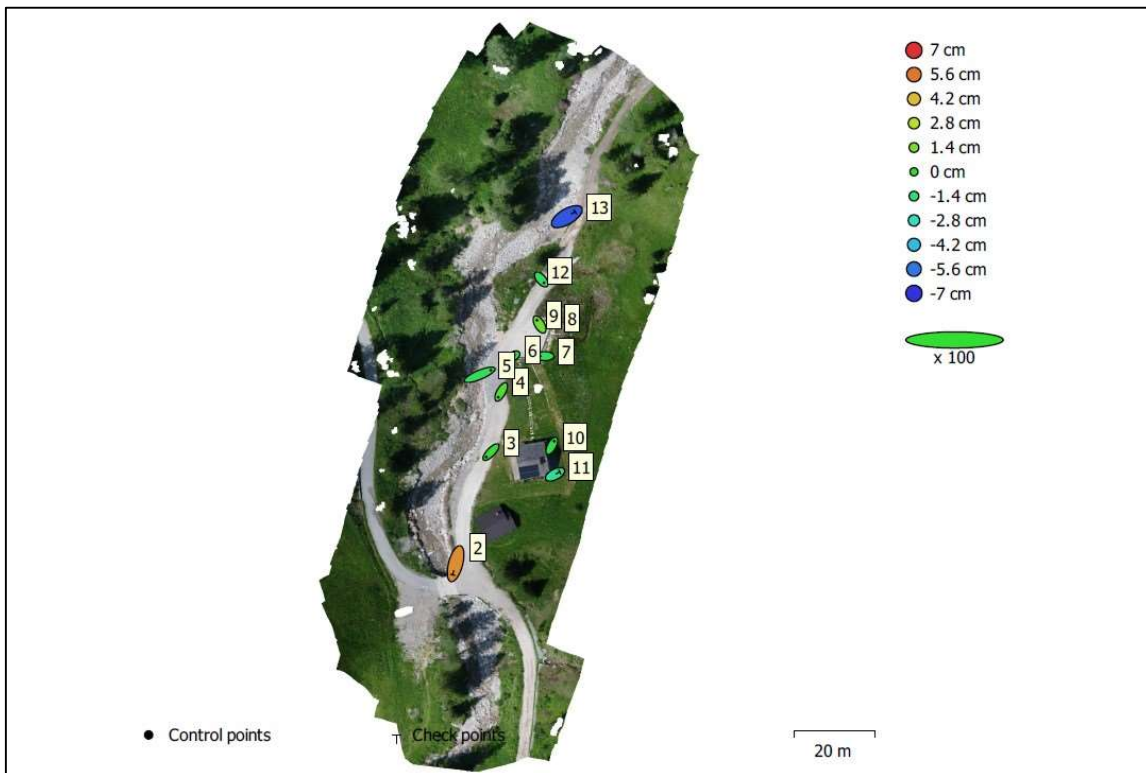 7 cm
5.6 cm
4.2 cm
2.8 cm
1.4 cm
0 cm
-1.4 cm
-2.8 cm
-4.2 cm
-5.6 cm
-7 cm
x 100
13
12
9 8
6 7
5
4
3 10
11
2
Control points Check points
20 m